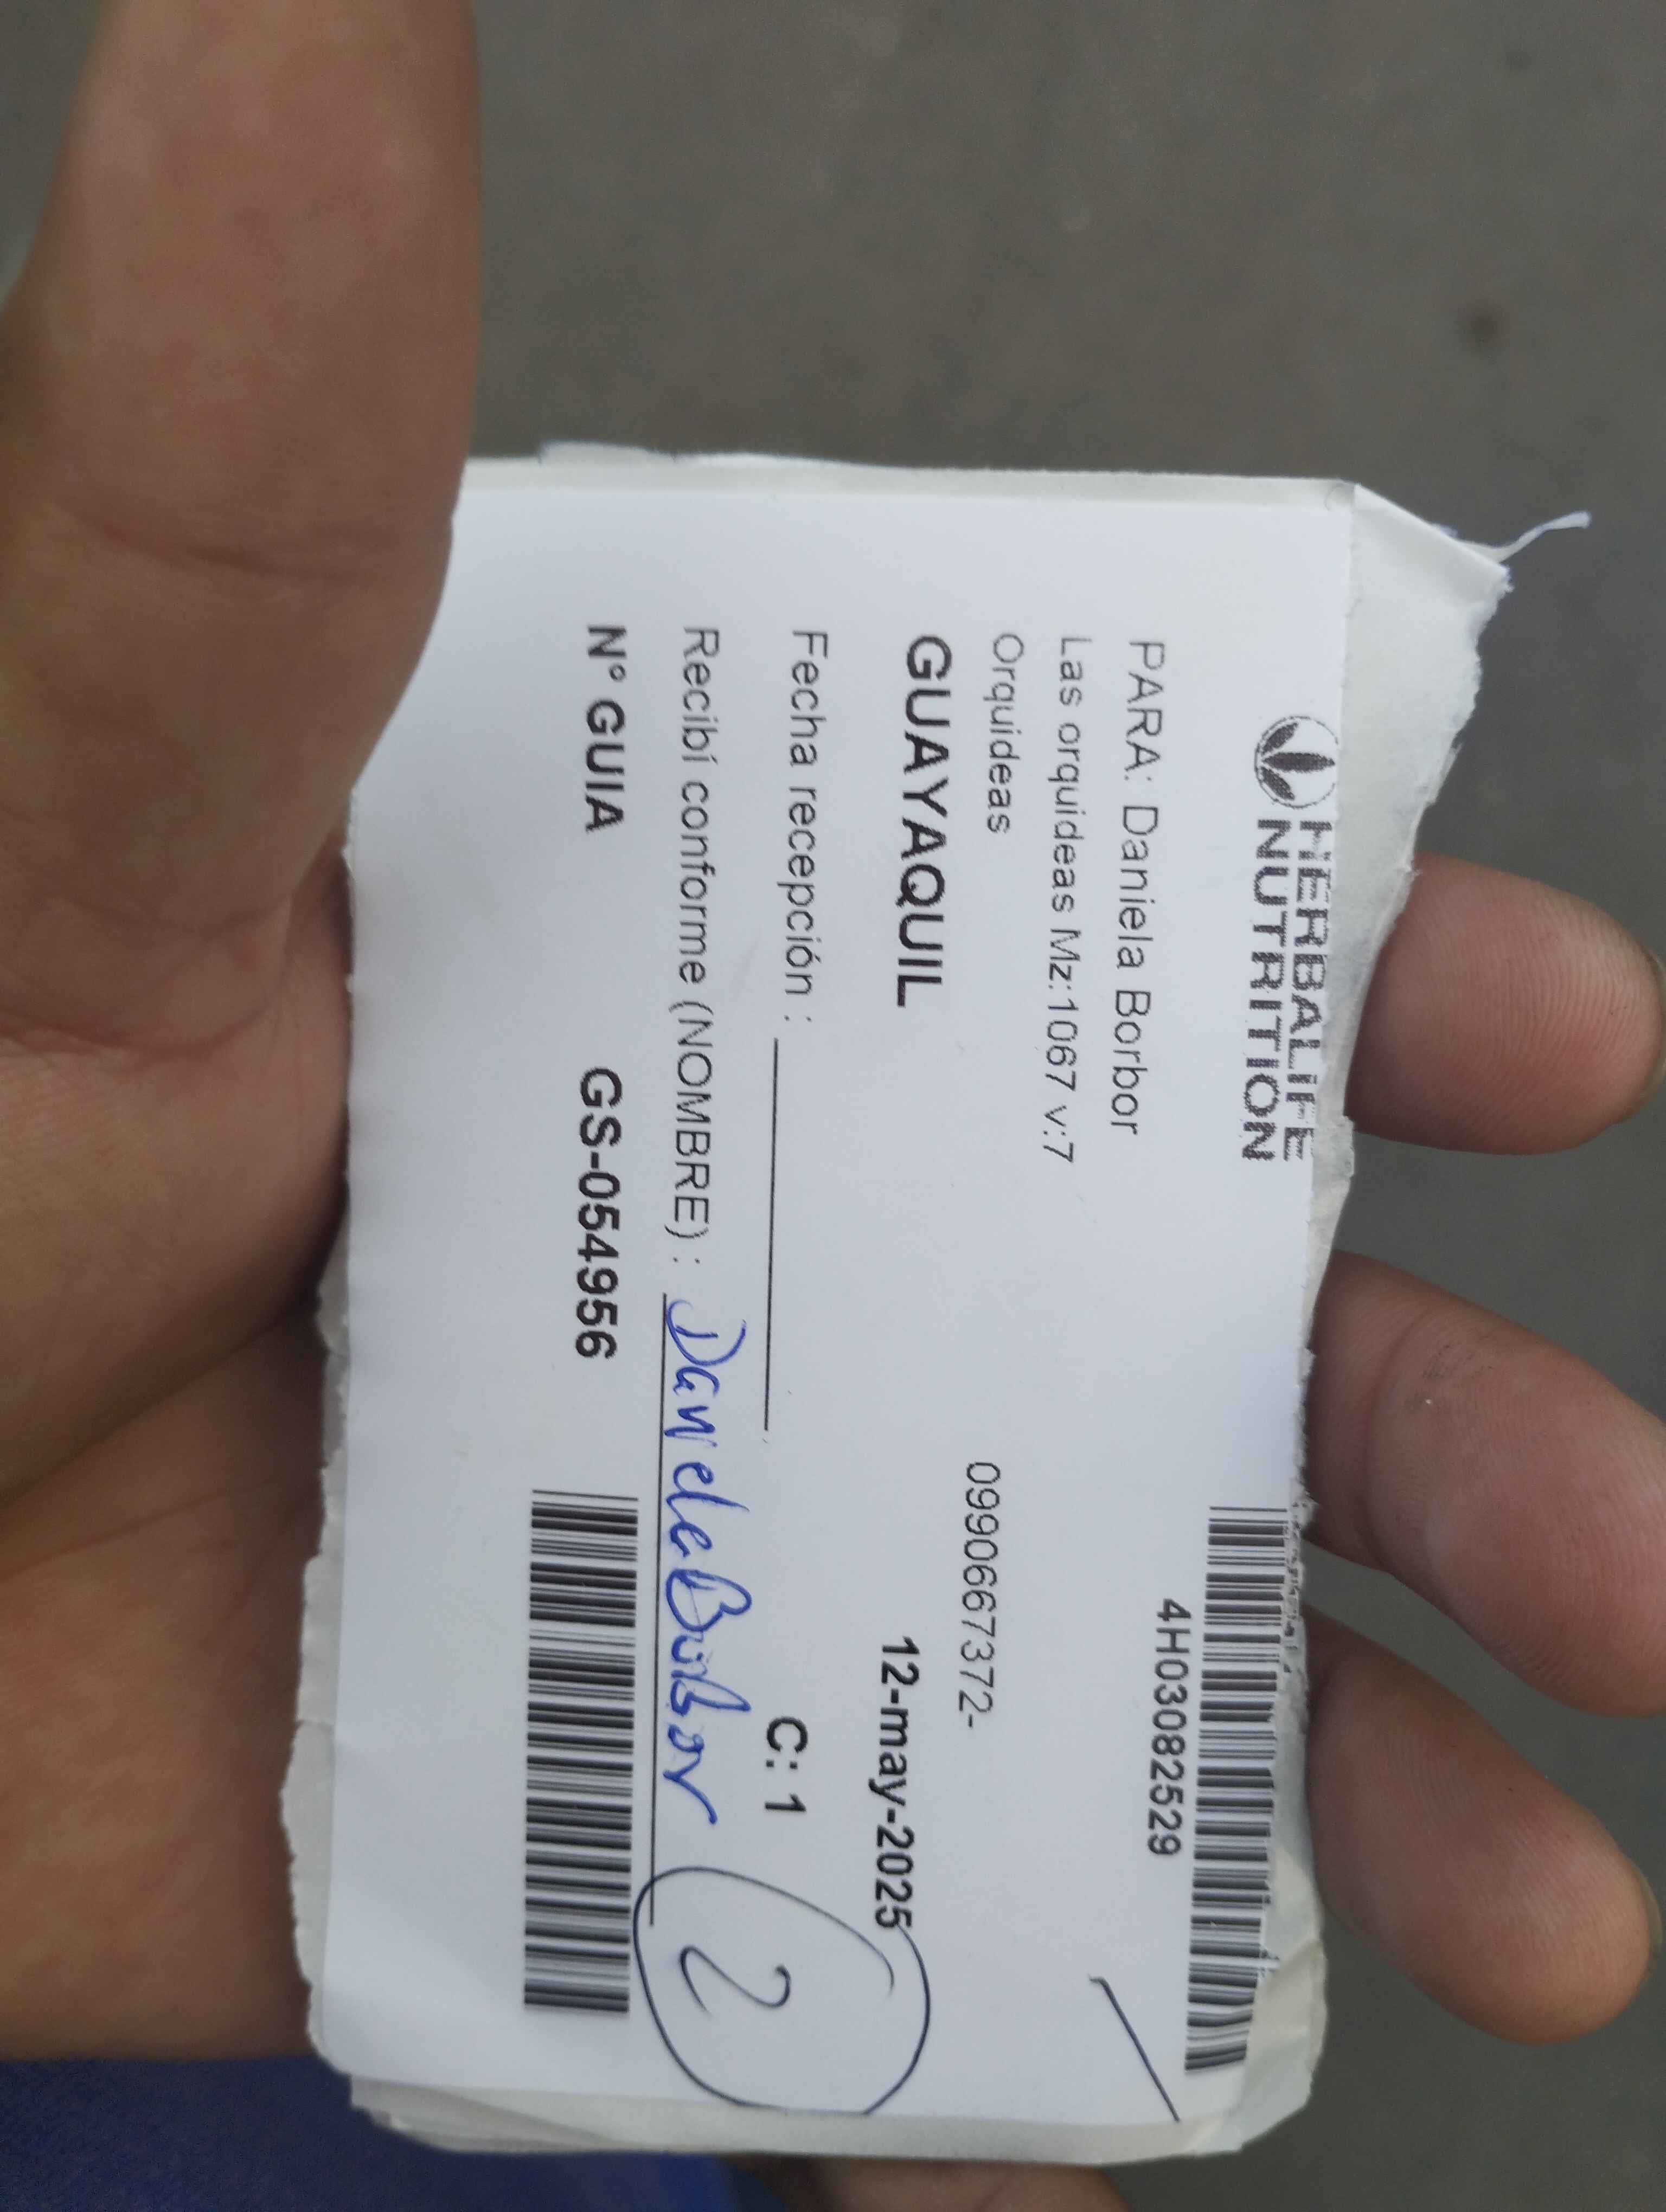 HERBALIFE
NUTRITION
4H03082529
PARA: Daniela Borbor
Las orquideas Mz:1067 v:7
Orquideas
0990667372-
GUAYAQUIL
12-may-2025
Fecha recepción :
C: 1
Recibí conforme (NOMBRE) : Daniela Borbor
2
N° GUIA
GS-054956